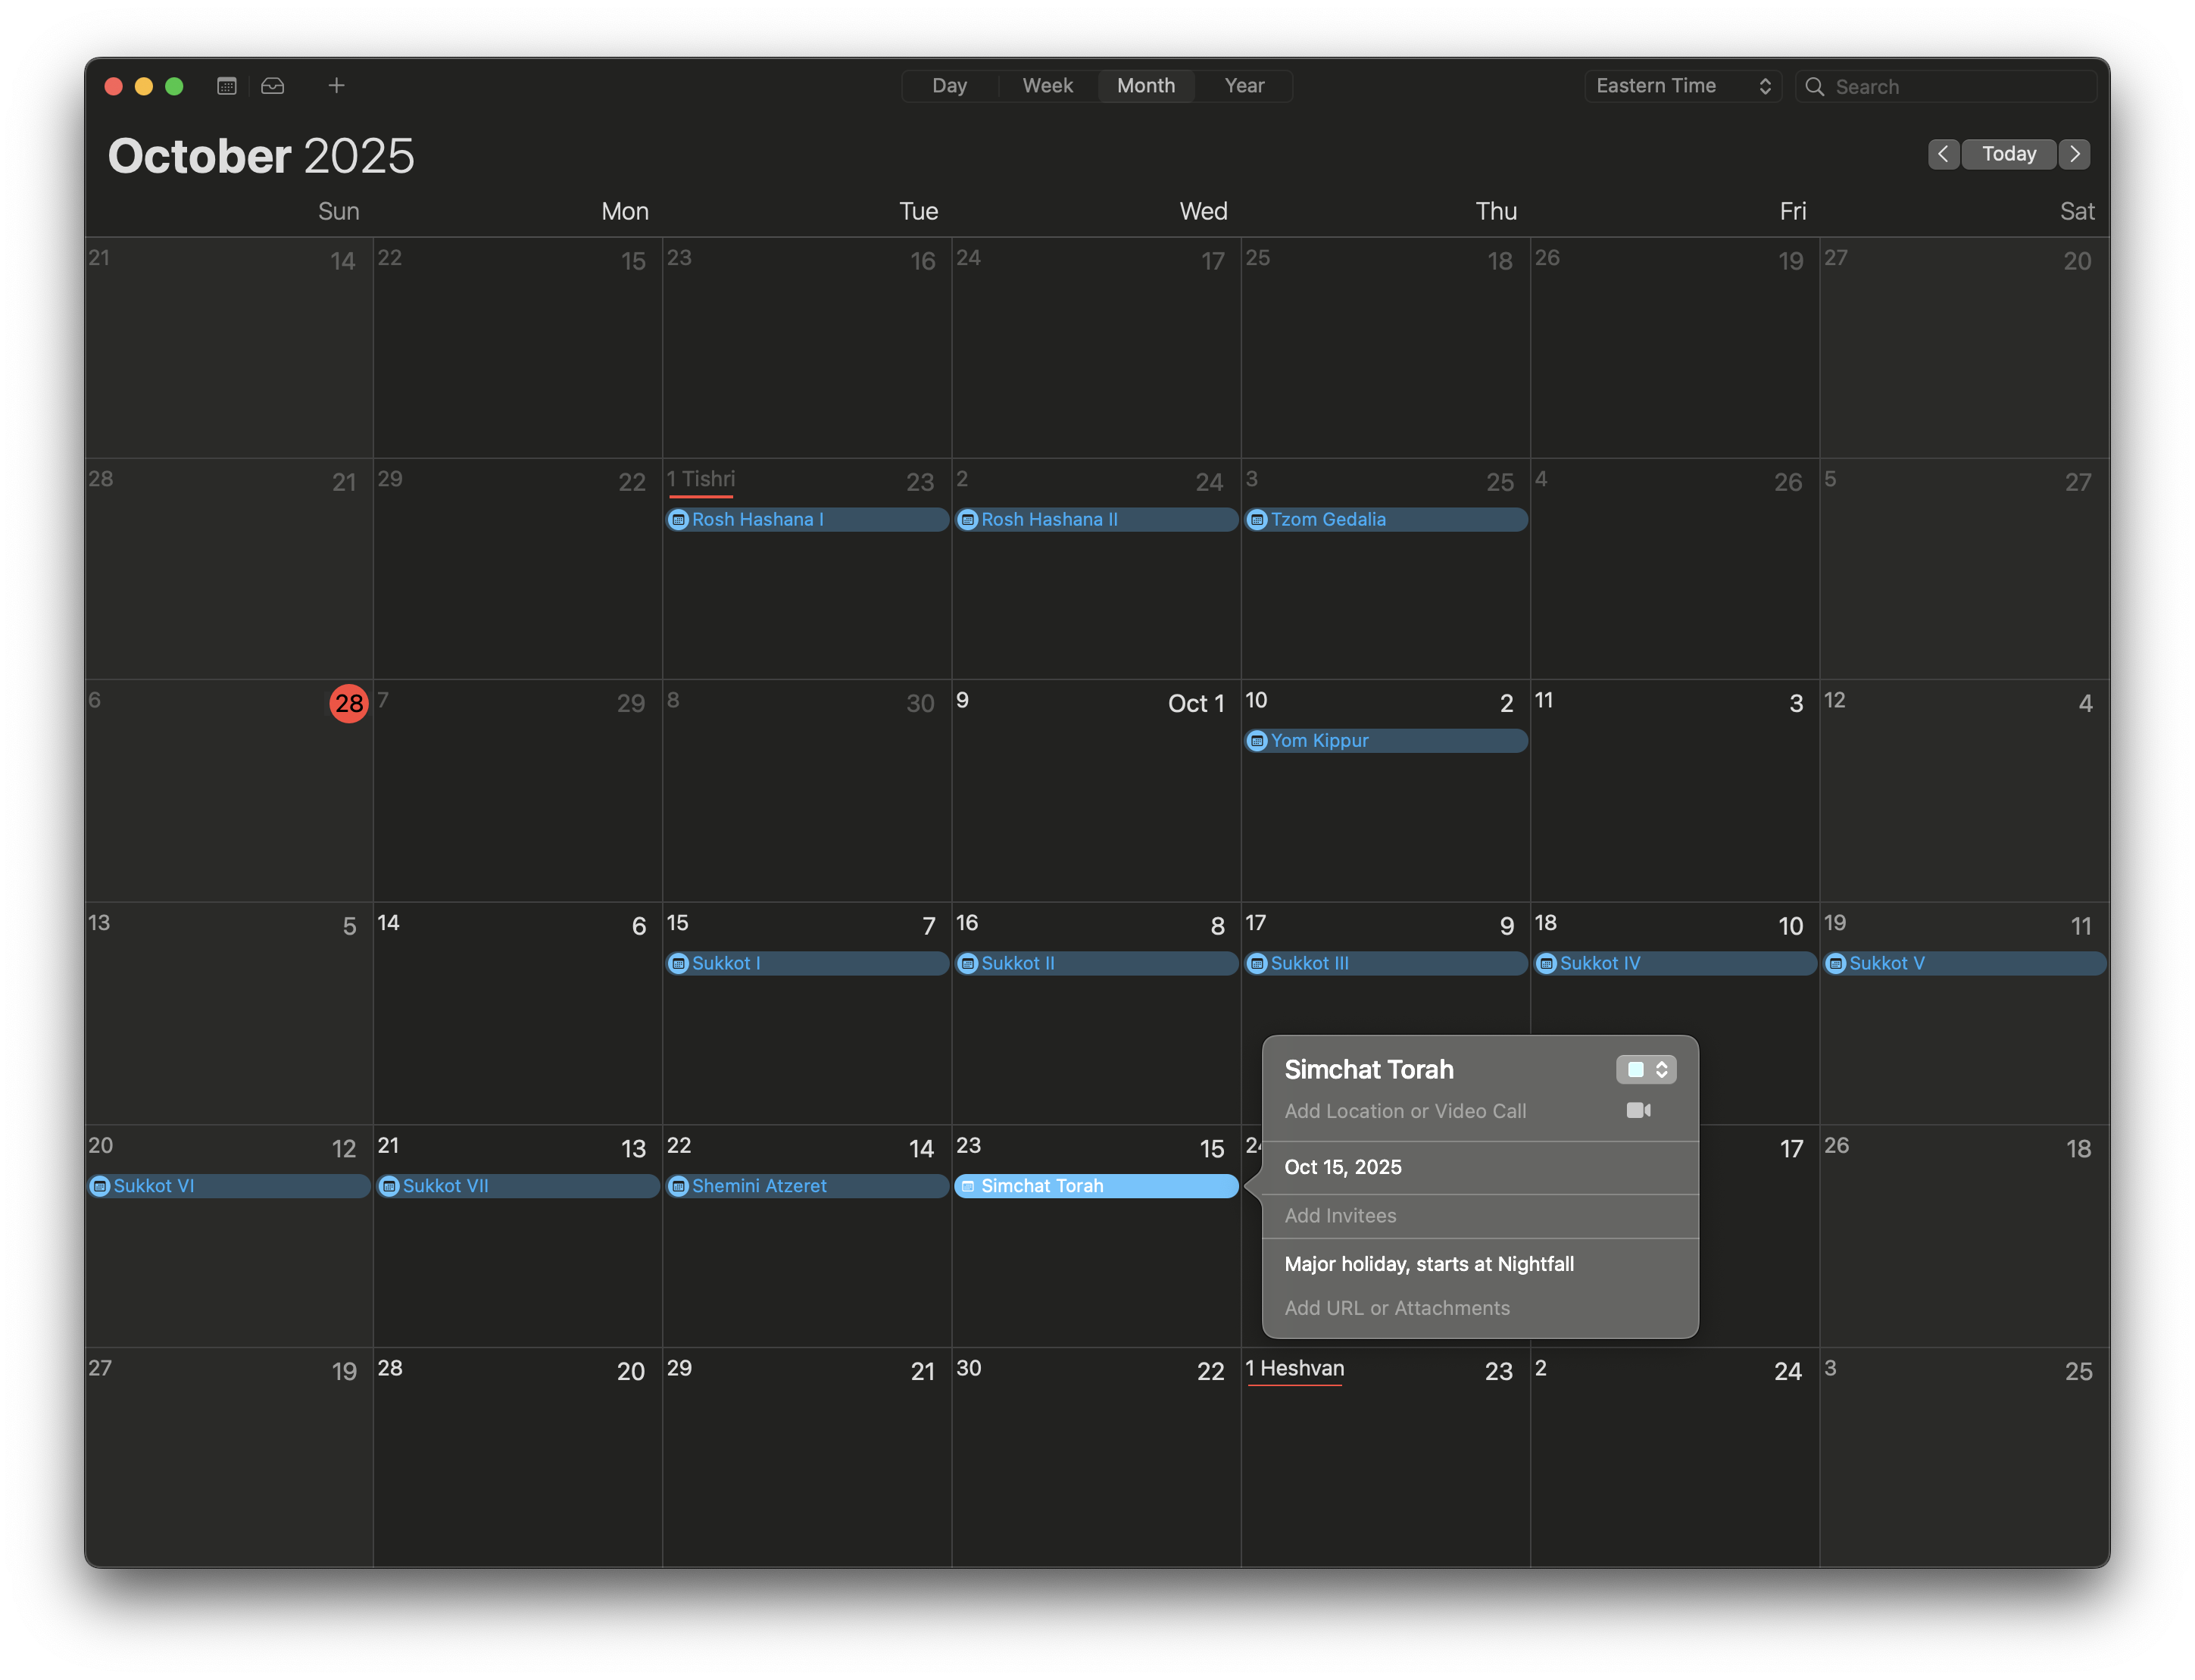 Day Week Month Year Eastern Time Search
October 2025 Today
Sun Mon Tue Wed Thu Fri Sat
21 14 22 15 23 16 24 17 25 18 26 19 27 20
28 21 29 22 1 Tishri 23 2 24 3 25 4 26 5 27
Rosh Hashana I Rosh Hashana II Tzom Gedalia
6 28 7 29 8 30 9 Oct 1 10 2 11 3 12 4
Yom Kippur
13 5 14 6 15 7 16 8 17 9 18 10 19 11
Sukkot I Sukkot II Sukkot III Sukkot IV Sukkot V
20 12 21 13 22 14 23 15 17 26 18
Sukkot VI Sukkot VII Shemini Atzeret Simchat Torah
Simchat Torah
Add Location or Video Call
Oct 15, 2025
Add Invitees
Major holiday, starts at Nightfall
Add URL or Attachments
27 19 28 20 29 21 30 22 1 Heshvan 23 2 24 3 25